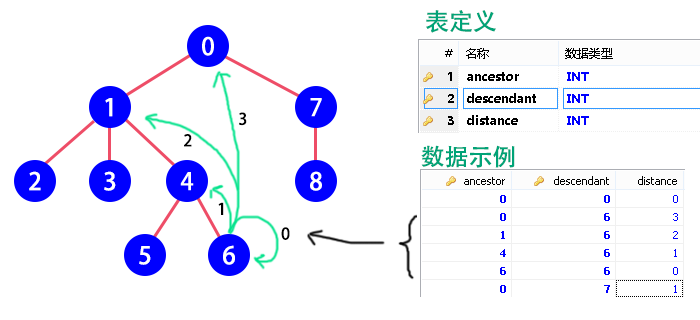 0
1
7
2
3
4
8
5
6
3
2
1
0
表定义
# 名称 数据类型
1 ancestor INT
2 descendant INT
3 distance INT
数据示例
ancestor descendant distance
0 0 0
0 6 3
1 6 2
4 6 1
6 6 0
0 7 1